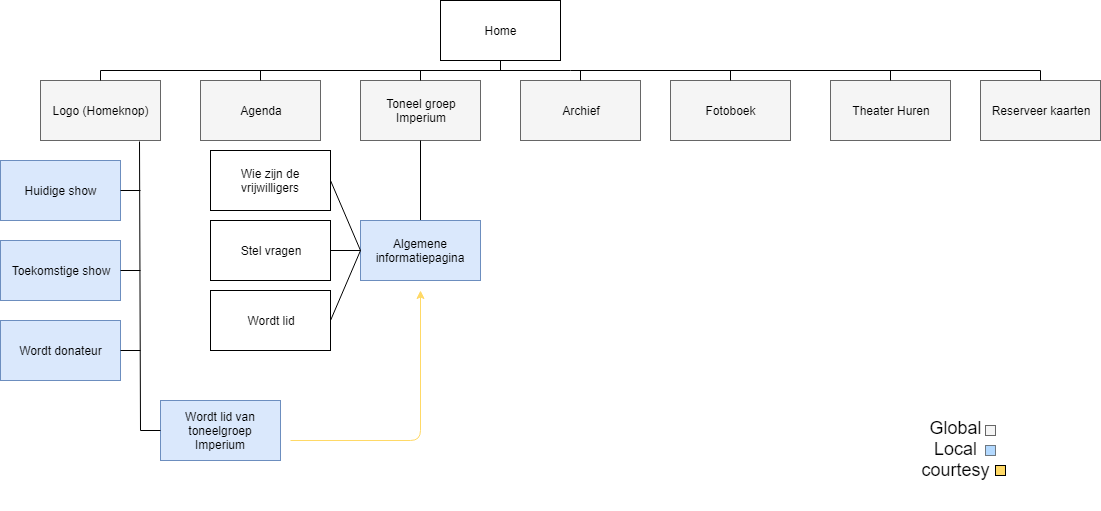 Home
Logo (Homeknop)
Agenda
Toneel groep
Imperium
Archief
Fotoboek
Theater Huren
Reserveer kaarten
Huidige show
Wie zijn de
vrijwilligers
Toekomstige show
Stel vragen
Algemene
informatiepagina
Wordt donateur
Wordt lid
Wordt lid van
toneelgroep
Imperium
Global
Local
courtesy